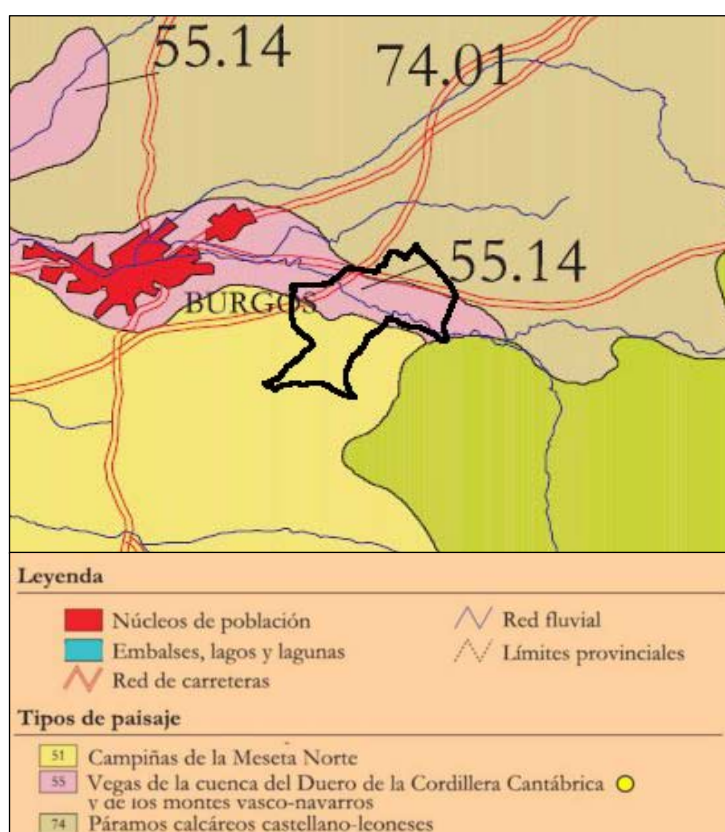 55.14
74.01
55.14
BURGOS
Leyenda
Núcleos de población
Embalses, lagos y lagunas
Red de carreteras
Red fluvial
Límites provinciales
Tipos de paisaje
51 Campiñas de la Meseta Norte
55 Vegas de la cuenca del Duero de la Cordillera Cantábrica
y de los montes vasco-navarros
74 Páramos calcáreos castellano-leoneses